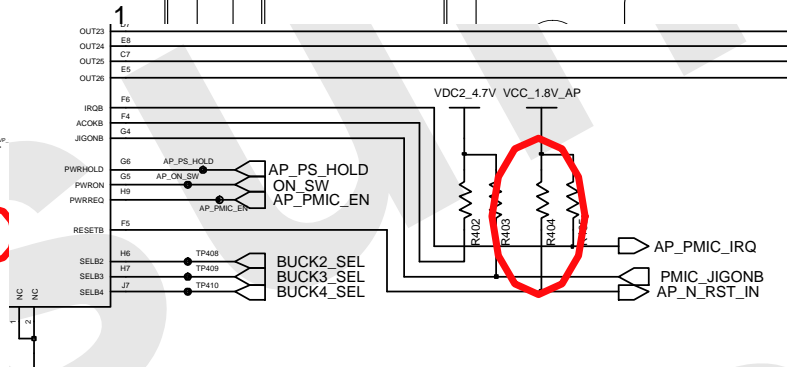 1
OUT23
OUT24 E8
OUT25 C7
OUT26 E5
VDC2_4.7V VCC_1.8V_AP
IRQB F6
ACOKB F4
JIGONB G4
PWRHOLD G6 AP_PS_HOLD AP_PS_HOLD
PWRON G5 AP_ON_SW ON_SW
PWRREQ H9 AP_PMIC_EN AP_PMIC_EN
RESETB F5
R402 R403 R404
AP_PMIC_IRQ
SELB2 H6 TP408 BUCK2_SEL
SELB3 H7 TP409 BUCK3_SEL
PMIC_JIGONB
SELB4 J7 TP410 BUCK4_SEL
AP_N_RST_IN
NC NC
1 2